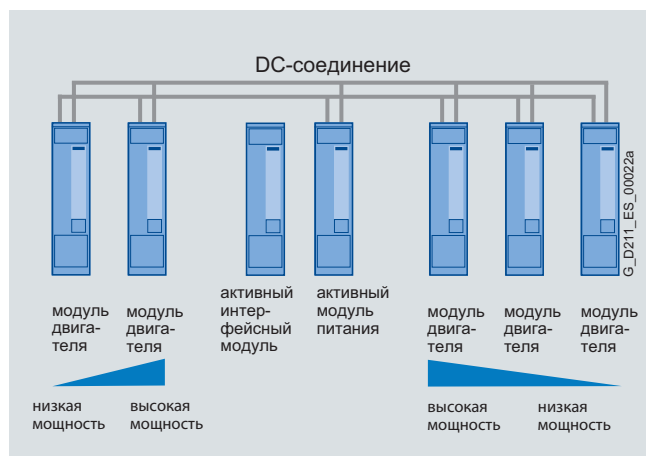 DC-соединение
G_D211_ES_00022a
модуль
двига-
теля
модуль
двига-
теля
активный
интер-
фейсный
модуль
активный
модуль
питания
модуль
двига-
теля
модуль
двига-
теля
модуль
двига-
теля
низкая
мощность
высокая
мощность
высокая
мощность
низкая
мощность